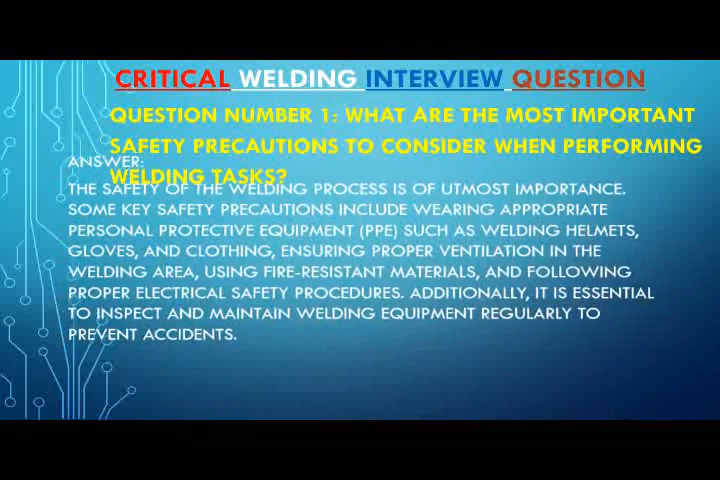 CRITICAL WELDING INTERVIEW QUESTION
QUESTION NUMBER 1: WHAT ARE THE MOST IMPORTANT
SAFETY PRECAUTIONS TO CONSIDER WHEN PERFORMING
WELDING TASKS?
ANSWER:
THE SAFETY OF THE WELDING PROCESS IS OF UTMOST IMPORTANCE.
SOME KEY SAFETY PRECAUTIONS INCLUDE WEARING APPROPRIATE
PERSONAL PROTECTIVE EQUIPMENT (PPE) SUCH AS WELDING HELMETS,
GLOVES, AND CLOTHING, ENSURING PROPER VENTILATION IN THE
WELDING AREA, USING FIRE-RESISTANT MATERIALS, AND FOLLOWING
PROPER ELECTRICAL SAFETY PROCEDURES. ADDITIONALLY, IT IS ESSENTIAL
TO INSPECT AND MAINTAIN WELDING EQUIPMENT REGULARLY TO
PREVENT ACCIDENTS.